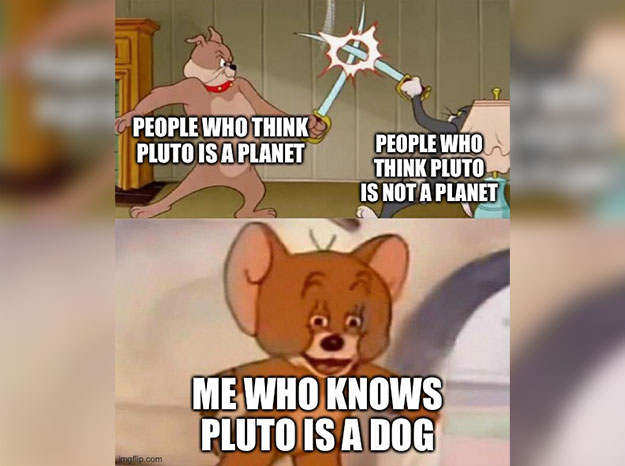 PEOPLE WHO THINK
PLUTO IS A PLANET
PEOPLE WHO
THINK PLUTO
IS NOT A PLANET
ME WHO KNOWS
PLUTO IS A DOG
imgflip.com